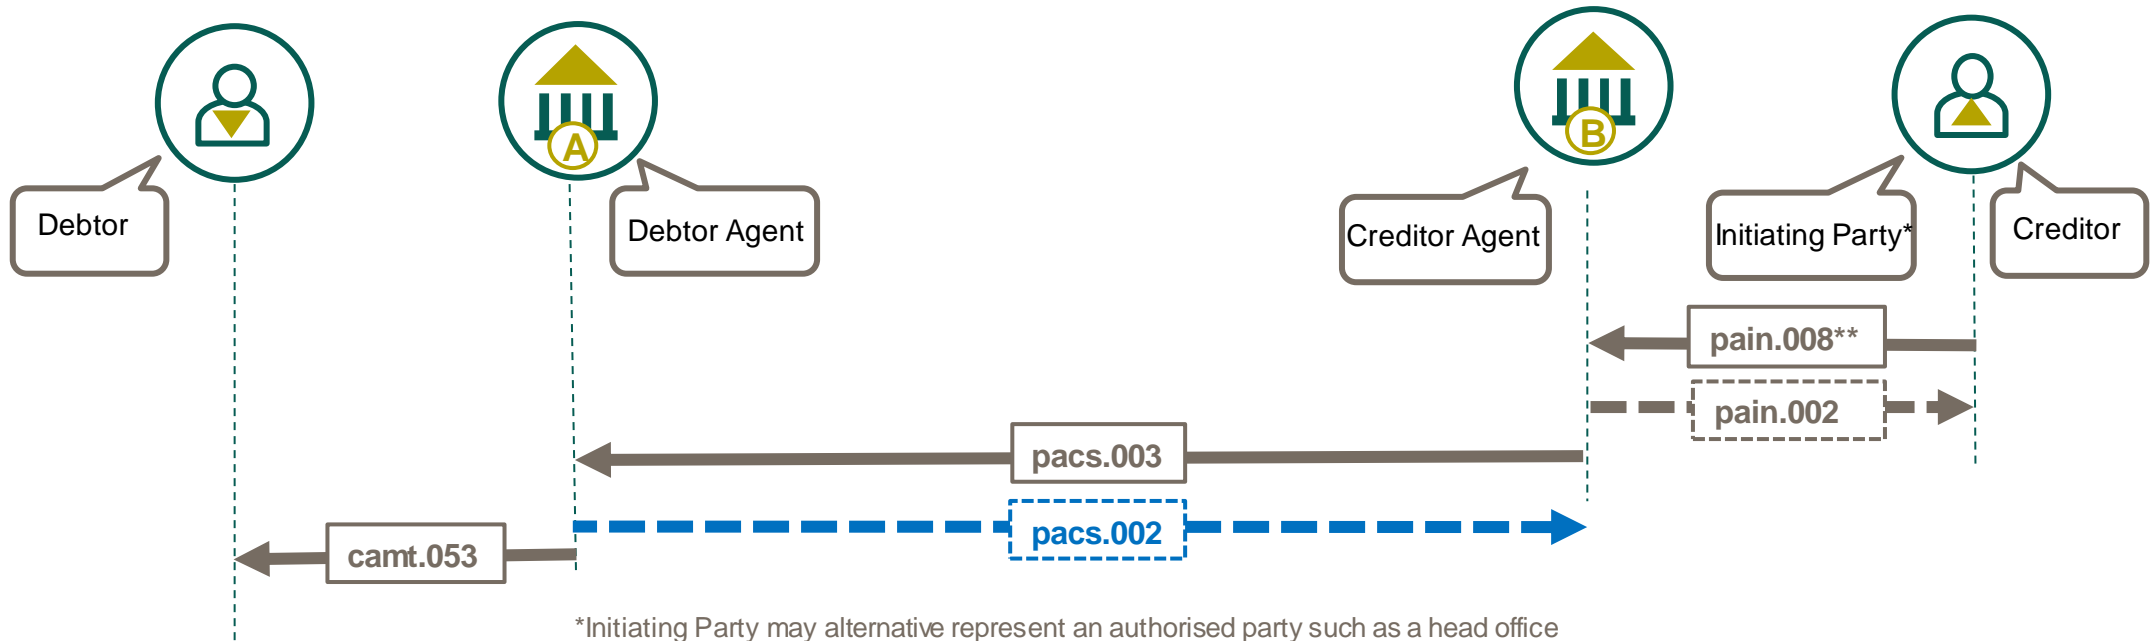 A
B
Debtor
Debtor Agent
Creditor Agent
Initiating Party*
Creditor
pain.008**
pain.002
pacs.003
pacs.002
camt.053
*Initiating Party may alternative represent an authorised party such as a head office